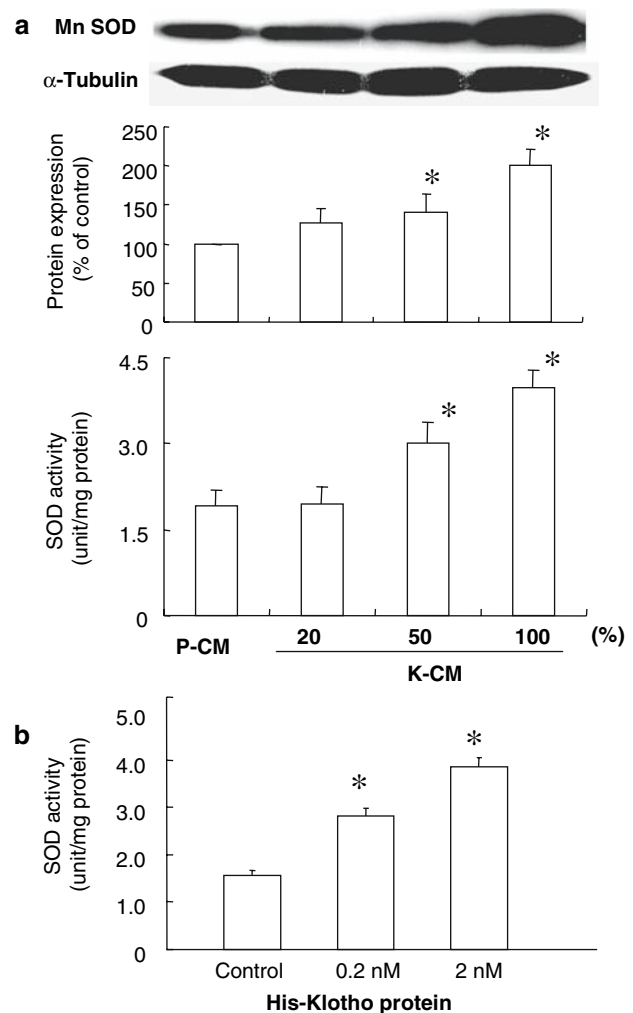 a
Mn SOD
α-Tubulin
Protein expression
(% of control)
250
200
150
100
50
0
*
*
SOD activity
(unit/mg protein)
4.5
3.0
1.5
0
*
*
P-CM
20
50
100
(%)
K-CM
b
SOD activity
(unit/mg protein)
5.0
4.0
3.0
2.0
1.0
0
*
*
Control
0.2 nM
2 nM
His-Klotho protein